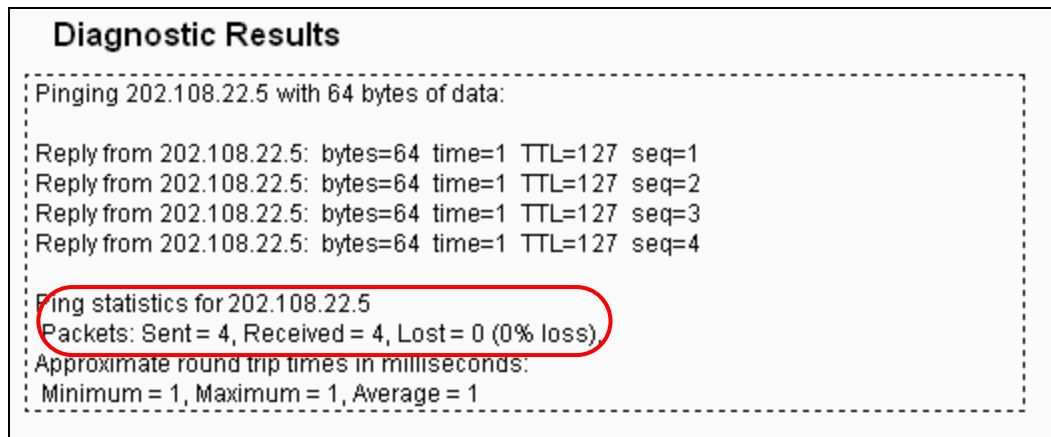 Diagnostic Results
Pinging 202.108.22.5 with 64 bytes of data:
Reply from 202.108.22.5: bytes=64 time=1 TTL=127 seq=1
Reply from 202.108.22.5: bytes=64 time=1 TTL=127 seq=2
Reply from 202.108.22.5: bytes=64 time=1 TTL=127 seq=3
Reply from 202.108.22.5: bytes=64 time=1 TTL=127 seq=4
Ping statistics for 202.108.22.5
Packets: Sent = 4, Received = 4, Lost = 0 (0% loss),
Approximate round trip times in milliseconds:
Minimum = 1, Maximum = 1, Average = 1